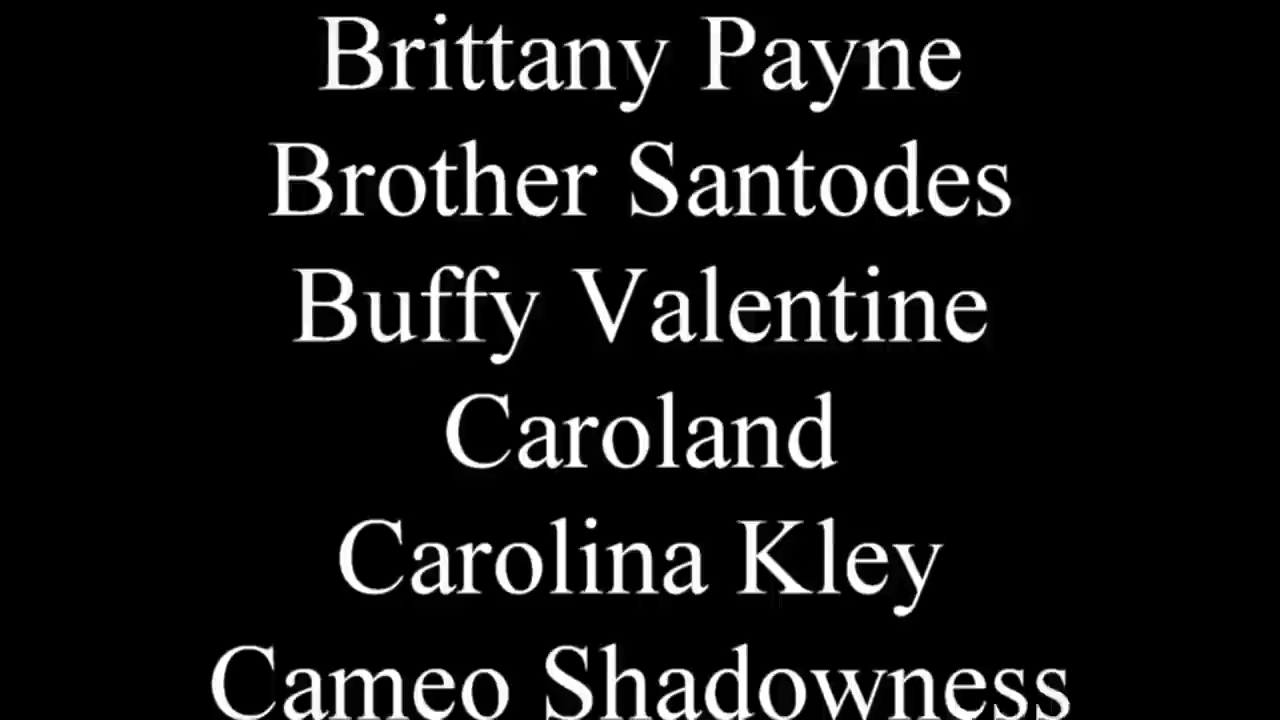 Brittany Payne
Brother Santodes
Buffy Valentine
Caroland
Carolina Kley
Cameo Shadowness